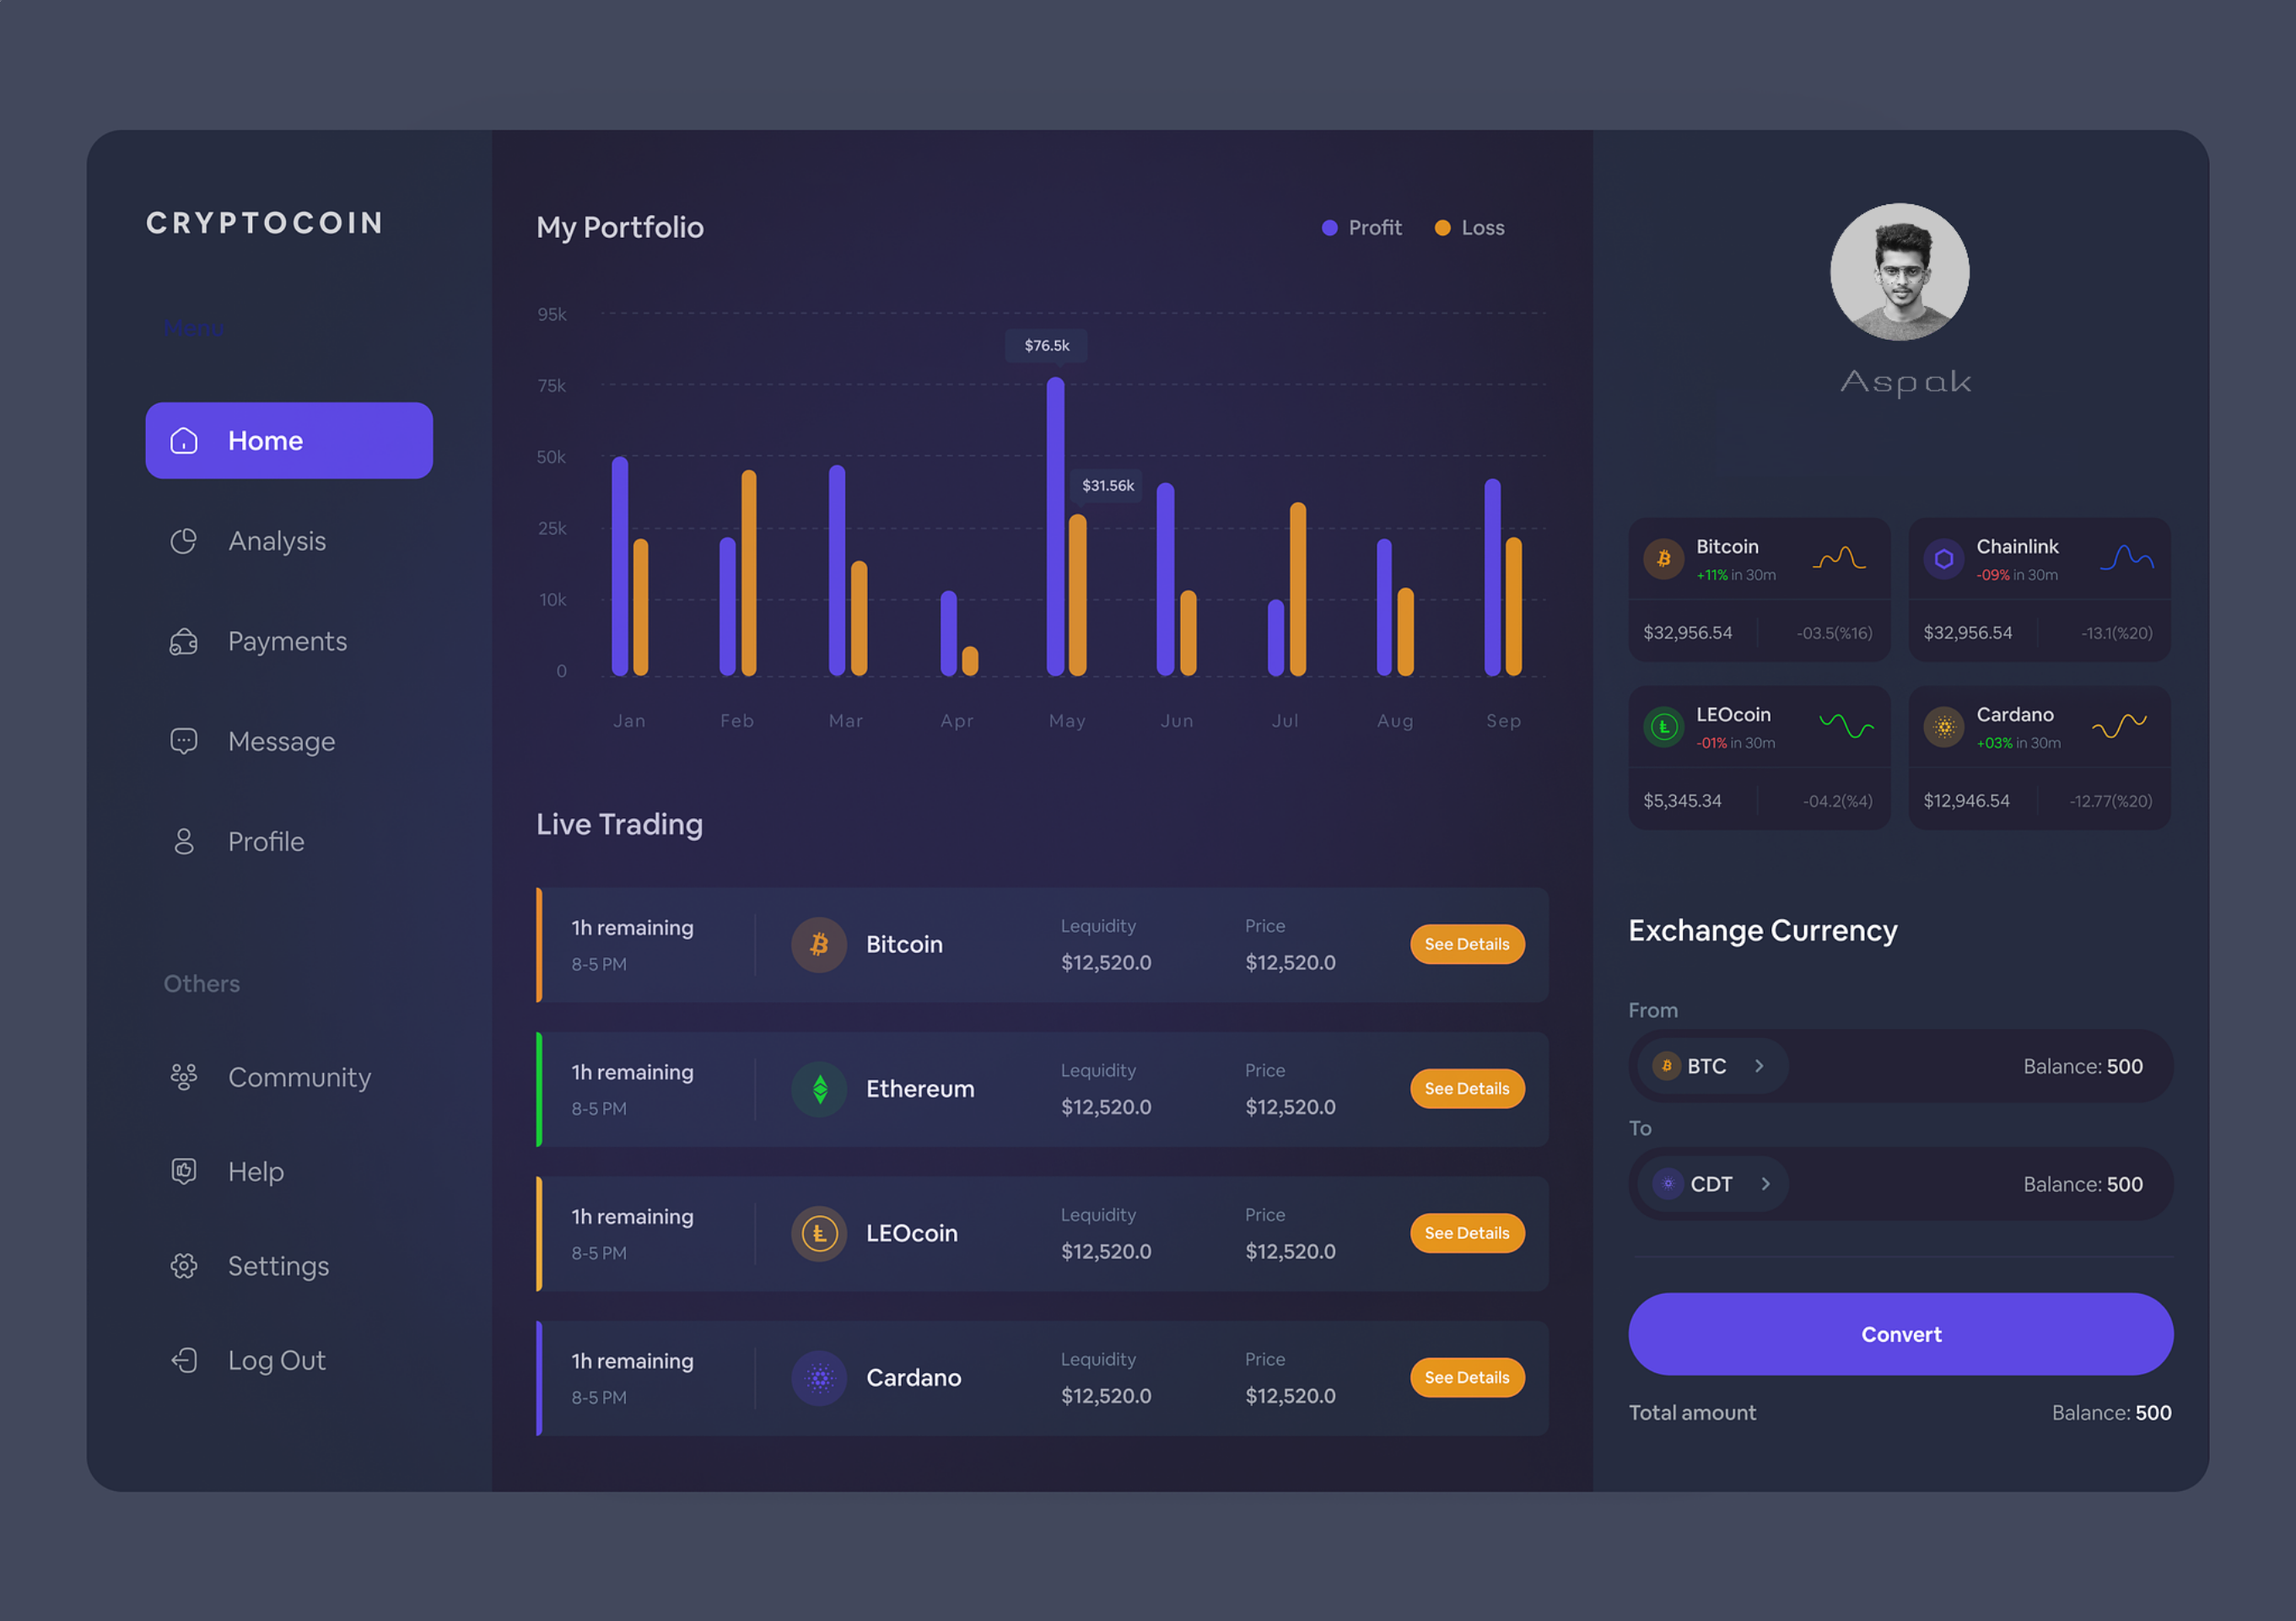 CRYPTOCOIN
Menu
Home
Analysis
Payments
Message
Profile
Others
Community
Help
Settings
Log Out
My Portfolio
Profit
Loss
95k
75k
50k
25k
10k
0
$76.5k
$31.56k
Jan Feb Mar Apr May Jun Jul Aug Sep
Live Trading
1h remaining
8-5 PM
Bitcoin
Lequidity
$12,520.0
Price
$12,520.0
See Details
1h remaining
8-5 PM
Ethereum
Lequidity
$12,520.0
Price
$12,520.0
See Details
1h remaining
8-5 PM
LEOcoin
Lequidity
$12,520.0
Price
$12,520.0
See Details
1h remaining
8-5 PM
Cardano
Lequidity
$12,520.0
Price
$12,520.0
See Details
Aspak
Bitcoin
+11% in 30m
$32,956.54
-03.5(%16)
Chainlink
-09% in 30m
$32,956.54
-13.1(%20)
LEOcoin
-01% in 30m
$5,345.34
-04.2(%4)
Cardano
+03% in 30m
$12,946.54
-12.77(%20)
Exchange Currency
From
BTC
Balance: 500
To
CDT
Balance: 500
Convert
Total amount
Balance: 500